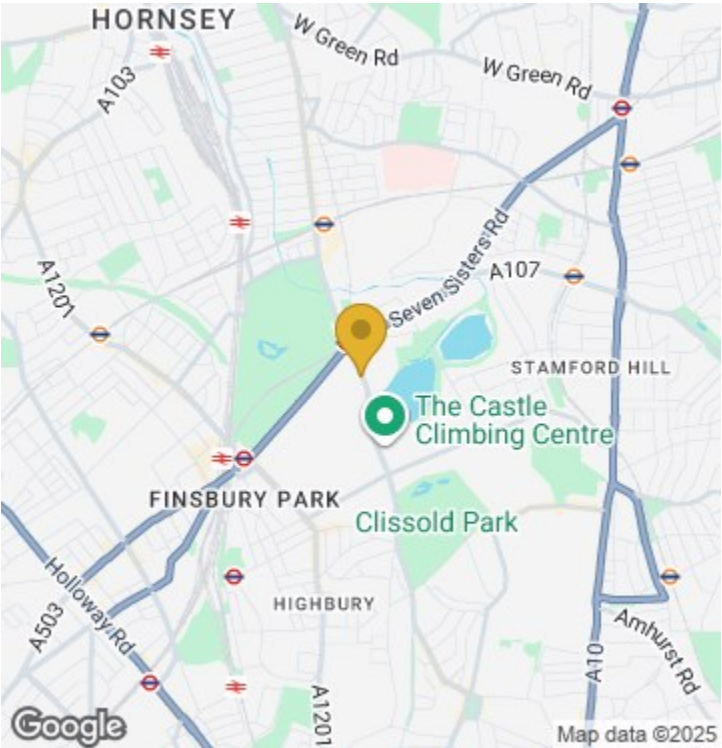 HORNSEY
W Green Rd
W Green Rd
A103
A1201
Seven Sisters Rd
A107
STAMFORD HILL
The Castle
Climbing Centre
FINSBURY PARK
Clissold Park
Holloway Rd
HIGHBURY
A503
Amhurst Rd
A10
A1201
Google
Map data ©2025